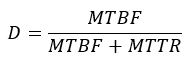 D = MTBF / (MTBF + MTTR)